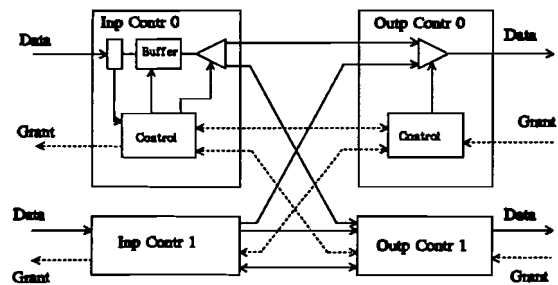 Inp Contr 0
Outp Contr 0
Data
Buffer
Data
Grant
Control
Control
Grant
Data
Inp Contr 1
Outp Contr 1
Data
Grant
Grant